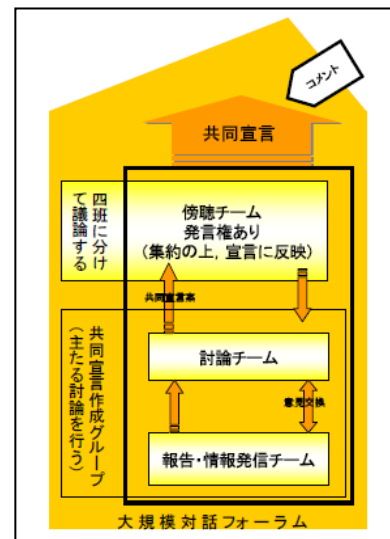 コメント
共同宣言
四班に分け
て議論する
傍聴チーム
発言権あり
(集約の上，宣言に反映)
共同宣言案
共同宣言作成グループ
(主たる討論を行う)
討論チーム
意見交換
報告・情報発信チーム
大規模対話フォーラム